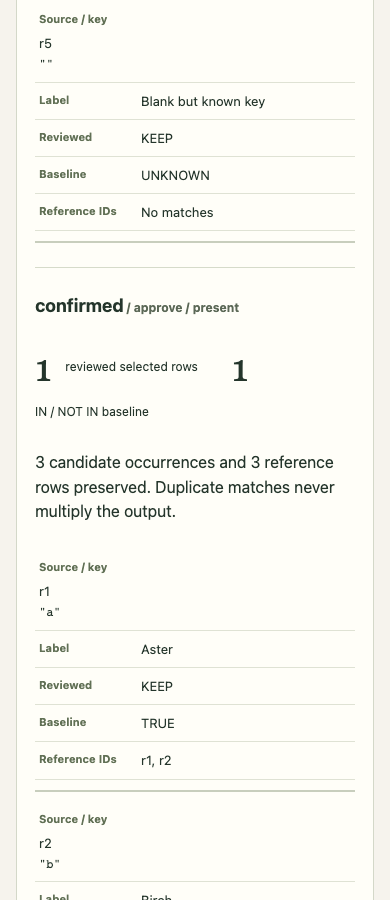 Source / key
r5
""
Label Blank but known key
Reviewed KEEP
Baseline UNKNOWN
Reference IDs No matches
confirmed / approve / present
1 reviewed selected rows 1
IN / NOT IN baseline
3 candidate occurrences and 3 reference
rows preserved. Duplicate matches never
multiply the output.
Source / key
r1
"a"
Label Aster
Reviewed KEEP
Baseline TRUE
Reference IDs r1, r2
Source / key
r2
"b"
Label Birch